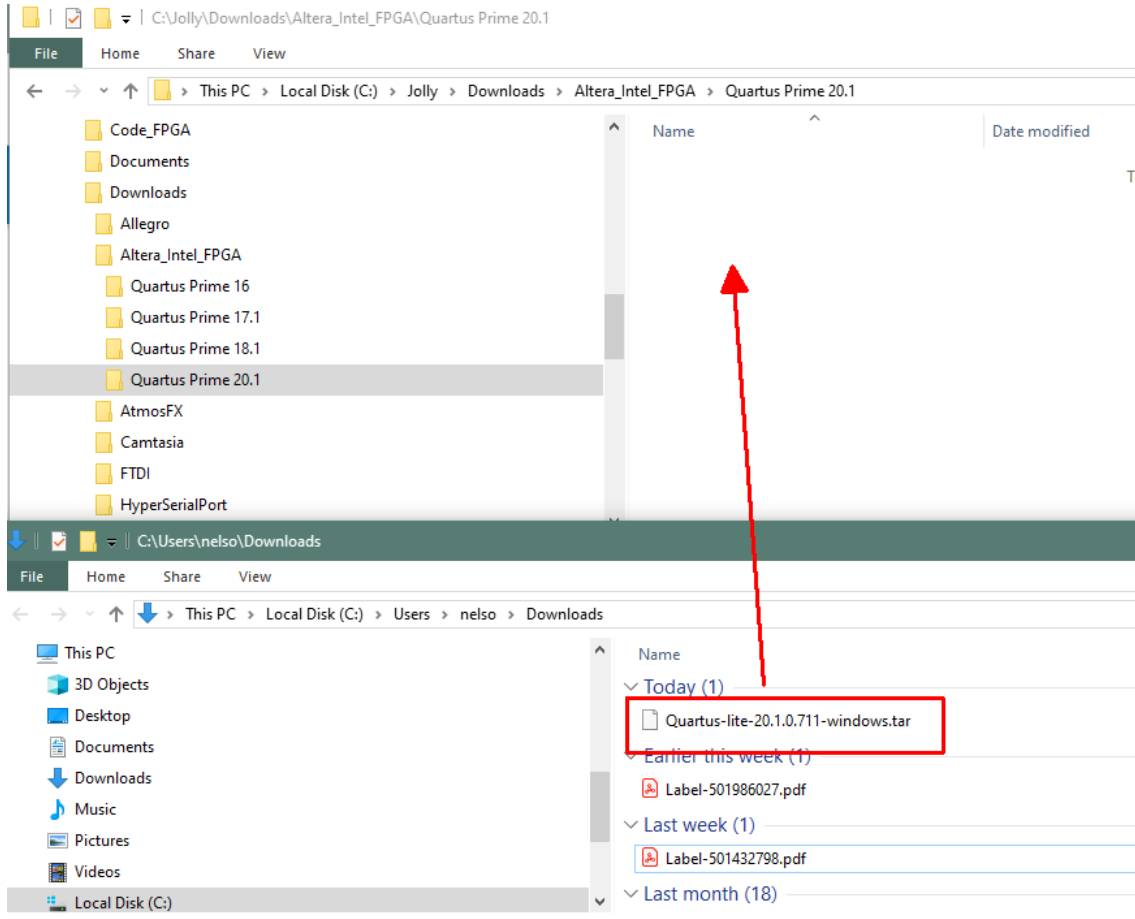 C:\Jolly\Downloads\Altera_Intel_FPGA\Quartus Prime 20.1
File Home Share View
This PC > Local Disk (C:) > Jolly > Downloads > Altera_Intel_FPGA > Quartus Prime 20.1
Code_FPGA
Documents
Downloads
Allegro
Altera_Intel_FPGA
Quartus Prime 16
Quartus Prime 17.1
Quartus Prime 18.1
Quartus Prime 20.1
AtmosFX
Camtasia
FTDI
HyperSerialPort
Name Date modified
T
C:\Users\nelso\Downloads
File Home Share View
This PC > Local Disk (C:) > Users > nelso > Downloads
This PC
3D Objects
Desktop
Documents
Downloads
Music
Pictures
Videos
Local Disk (C:)
Name
Today (1)
Quartus-lite-20.1.0.711-windows.tar
Earlier this week (1)
Label-501986027.pdf
Last week (1)
Label-501432798.pdf
Last month (18)